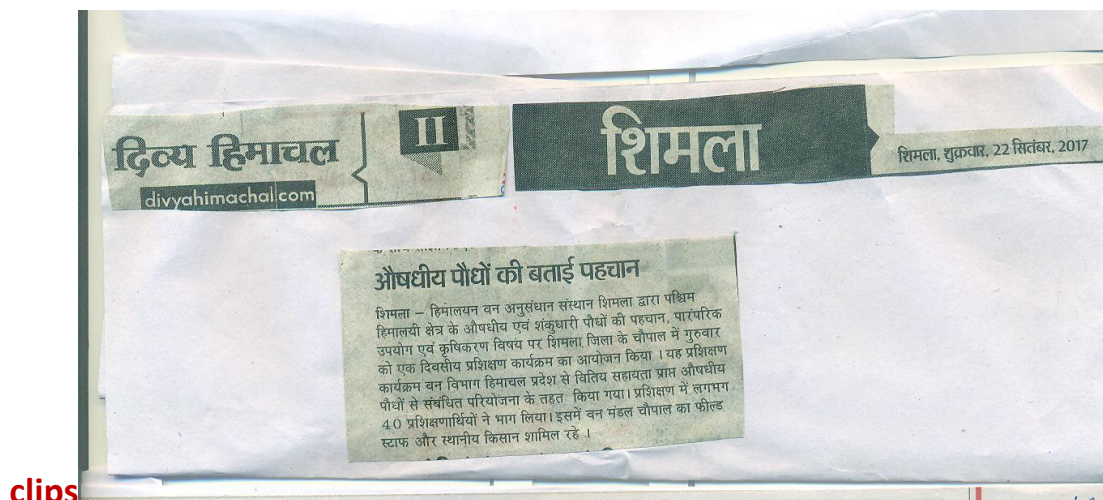 दिव्य हिमाचल
divyahimachal.com
II
शिमला
शिमला, शुक्रवार, 22 सितंबर, 2017
औषधीय पौधों की बताई पहचान
शिमला – हिमालयन वन अनुसंधान संस्थान शिमला द्वारा पश्चिम
हिमालयी क्षेत्र के औषधीय एवं शंकुधारी पौधों की पहचान, पारंपरिक
उपयोग एवं कृषिकरण विषय पर शिमला जिला के चौपाल में गुरुवार
को एक दिवसीय प्रशिक्षण कार्यक्रम का आयोजन किया । यह प्रशिक्षण
कार्यक्रम वन विभाग हिमाचल प्रदेश से वितिय सहायता प्राप्त औषधीय
पौधों से संबंधित परियोजना के तहत किया गया। प्रशिक्षण में लगभग
40 प्रशिक्षणार्थियों ने भाग लिया। इसमें वन मंडल चौपाल का फील्ड
स्टाफ और स्थानीय किसान शामिल रहे ।
clips